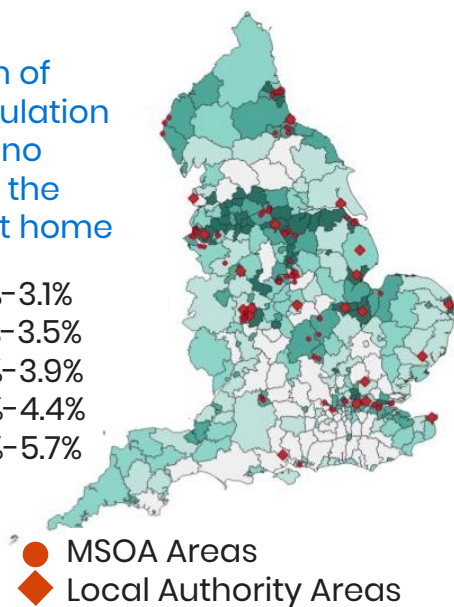 n of
ulation
no
the
t home
%-3.1%
%-3.5%
%-3.9%
%-4.4%
%-5.7%
MSOA Areas
Local Authority Areas